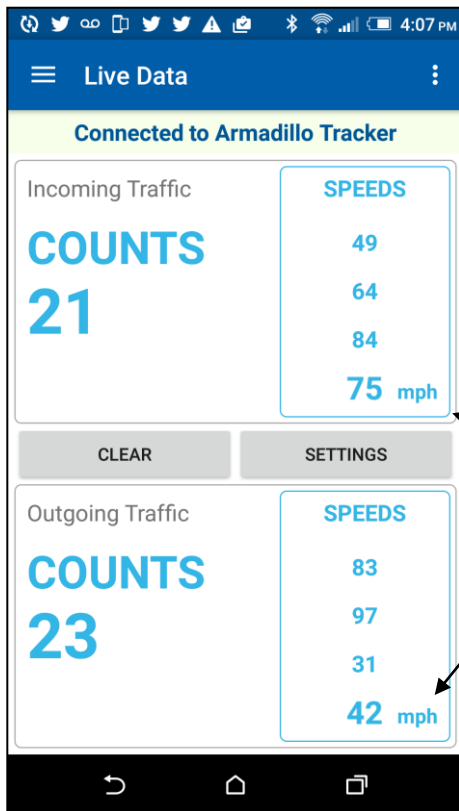 4:07 PM
Live Data
Connected to Armadillo Tracker
Incoming Traffic
COUNTS
21
SPEEDS
49
64
84
75 mph
CLEAR
SETTINGS
Outgoing Traffic
COUNTS
23
SPEEDS
83
97
31
42 mph